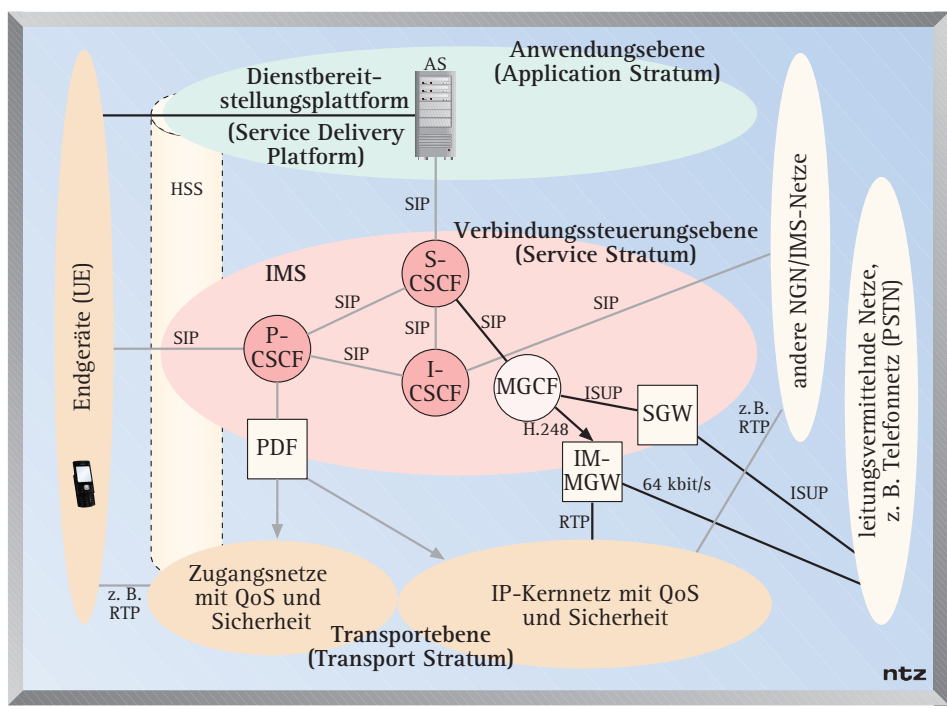 Anwendungsebene
(Application Stratum)
AS
Dienstbereit-
stellungsplattform
(Service Delivery
Platform)
HSS
SIP
Verbindungssteuerungsebene
(Service Stratum)
IMS
S-
CSCF
SIP
SIP
SIP
SIP
SIP
P-
CSCF
SIP
I-
CSCF
MGCF
ISUP
SGW
H.248
PDF
IM-
MGW
64 kbit/s
ISUP
RTP
z.B.
RTP
Endgeräte (UE)
andere NGN/IMS-Netze
leitungsvermittelnde Netze,
z. B. Telefonnetz (PSTN)
z. B.
RTP
Zugangsnetze
mit QoS und
Sicherheit
IP-Kernnetz mit QoS
und Sicherheit
Transportebene
(Transport Stratum)
ntz